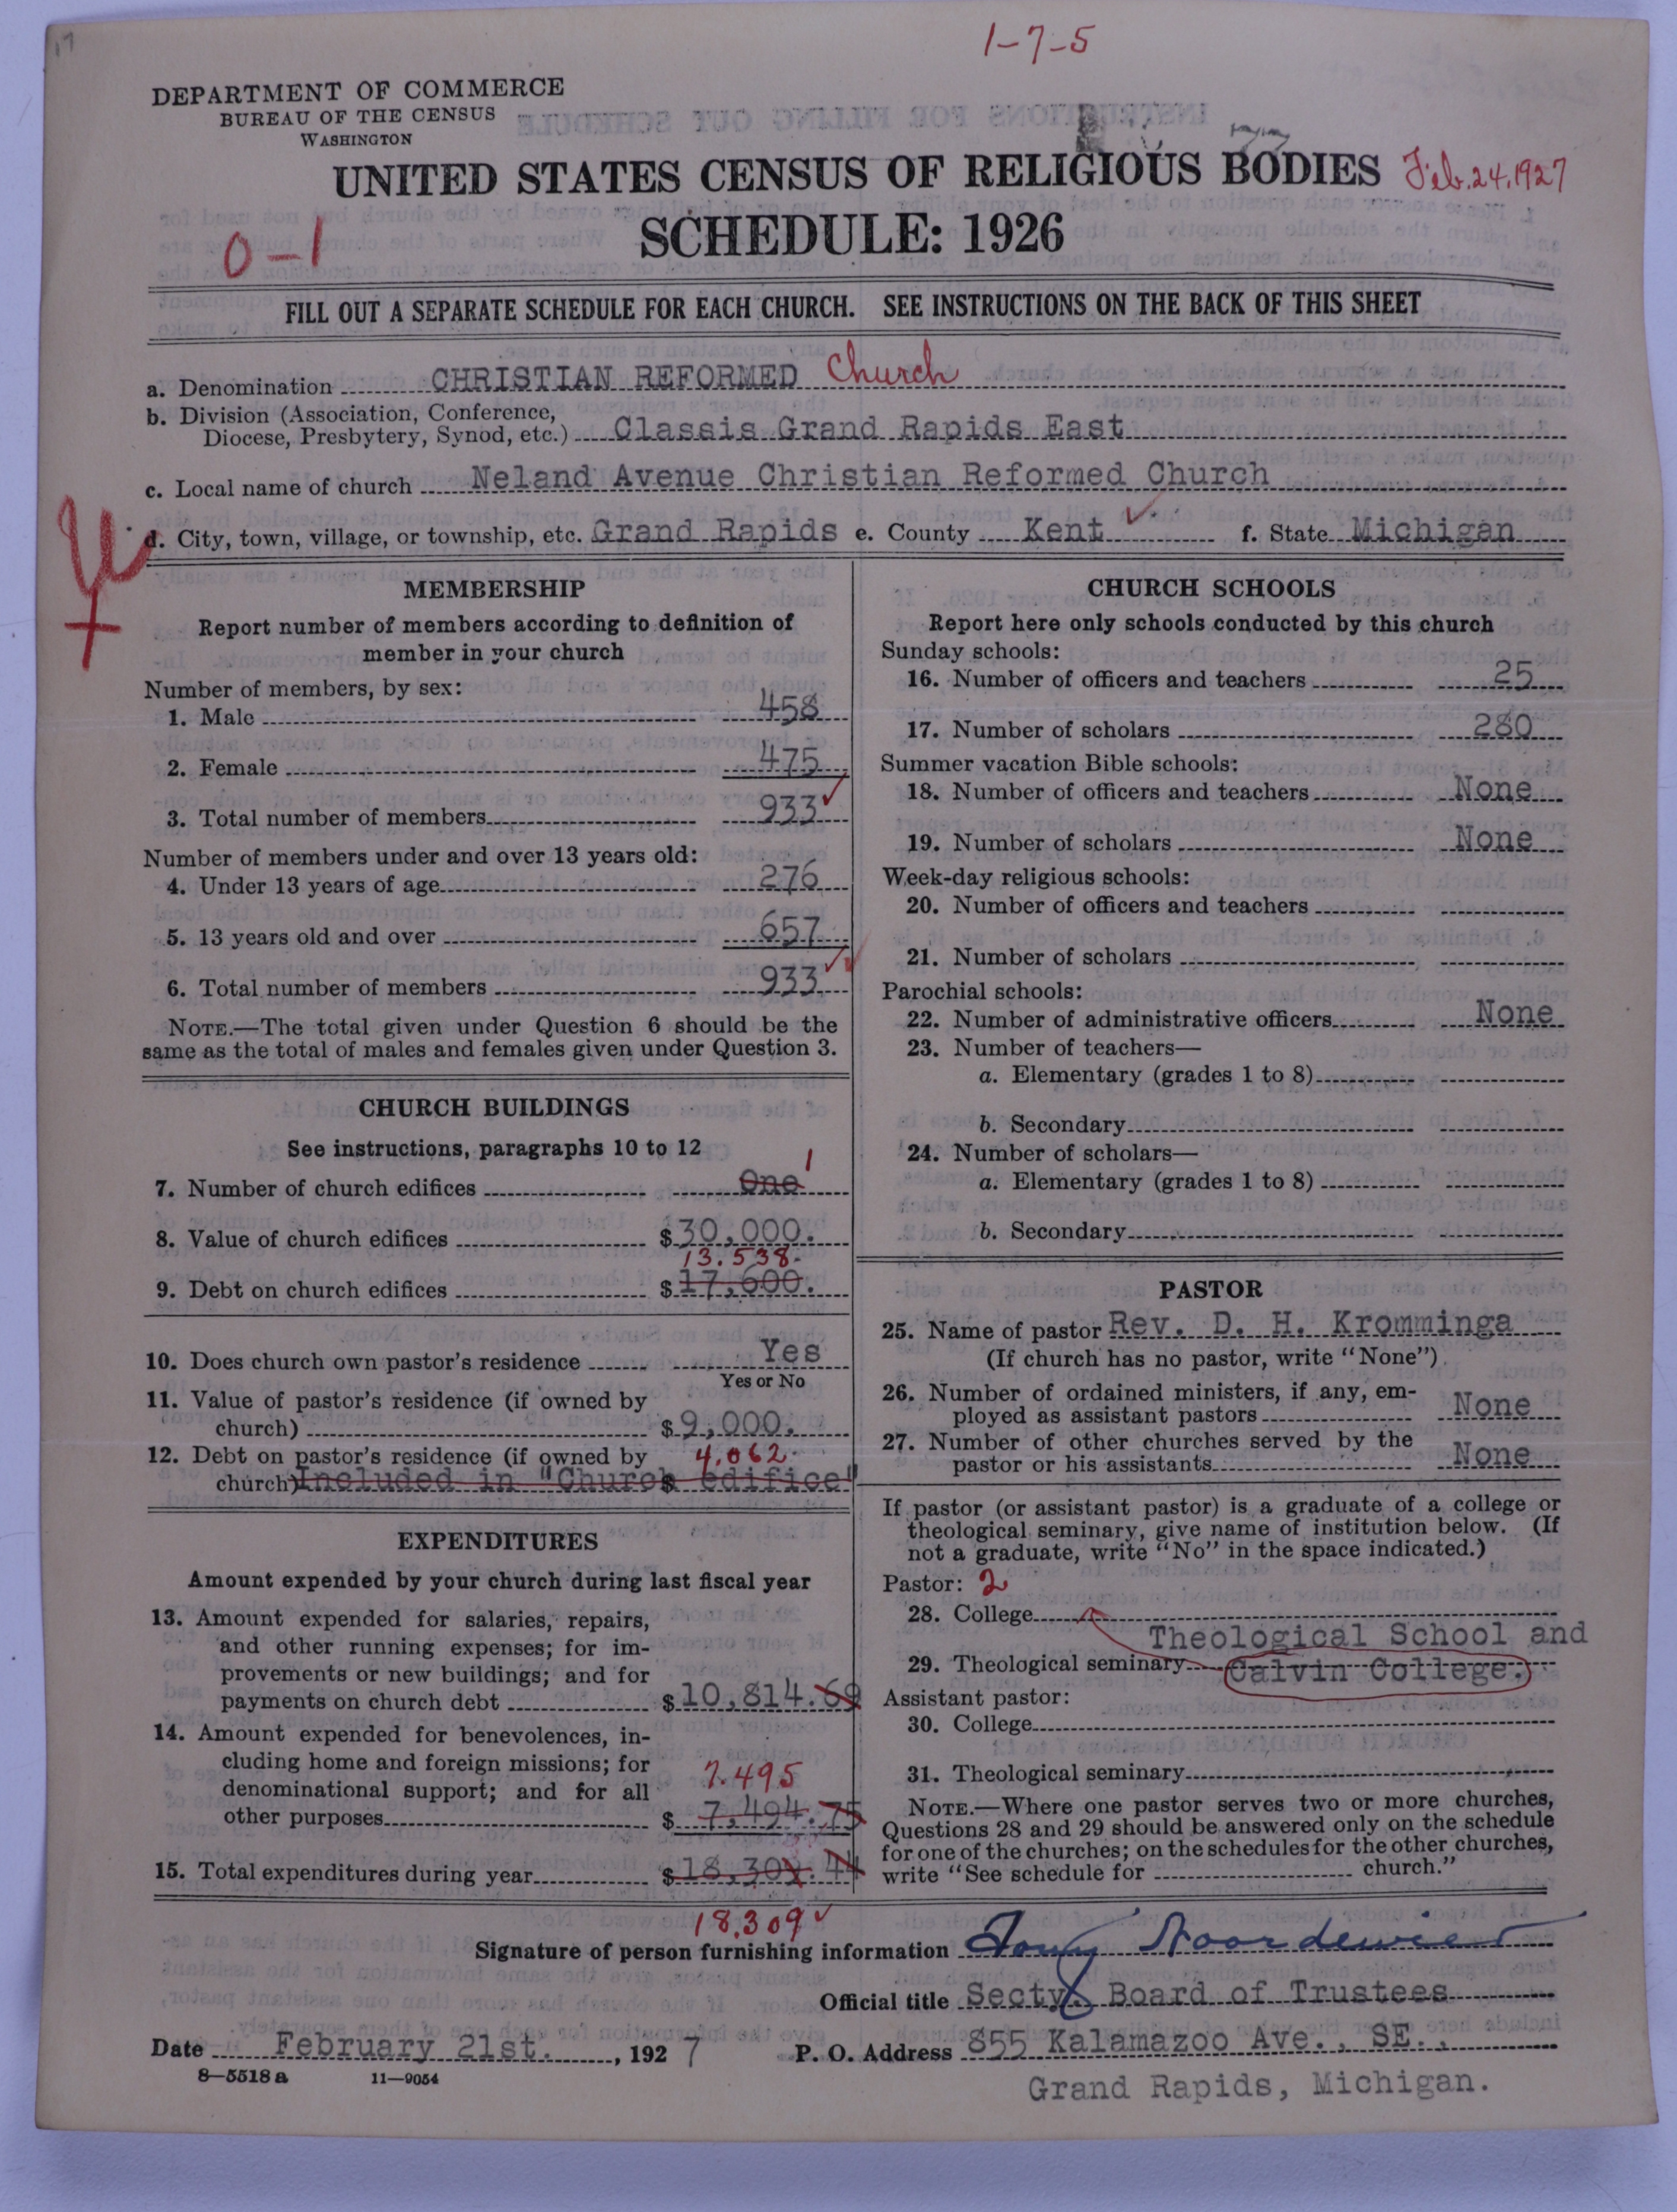 17
1-7-5
DEPARTMENT OF COMMERCE
BUREAU OF THE CENSUS
WASHINGTON
UNITED STATES CENSUS OF RELIGIOUS BODIES Feb. 24, 1927
0-1
SCHEDULE: 1926
FILL OUT A SEPARATE SCHEDULE FOR EACH CHURCH. SEE INSTRUCTIONS ON THE BACK OF THIS SHEET
a. Denomination CHRISTIAN REFORMED Church
b. Division (Association, Conference,
Diocese, Presbytery, Synod, etc.) Classis Grand Rapids East
c. Local name of church Neland Avenue Christian Reformed Church
d. City, town, village, or township, etc. Grand Rapids e. County Kent ✓ f. State Michigan
MEMBERSHIP
Report number of members according to definition of
member in your church
Number of members, by sex:
1. Male 458
2. Female 475
3. Total number of members 933 ✓
Number of members under and over 13 years old:
4. Under 13 years of age 276
5. 13 years old and over 657
6. Total number of members 933 ✓
NOTE.—The total given under Question 6 should be the
same as the total of males and females given under Question 3.
CHURCH BUILDINGS
See instructions, paragraphs 10 to 12
7. Number of church edifices One 1
8. Value of church edifices $30,000.
13.538.
9. Debt on church edifices $17,600.
10. Does church own pastor's residence Yes
Yes or No
11. Value of pastor's residence (if owned by
church) $9,000.
12. Debt on pastor's residence (if owned by 4.062.
church) Included in "Church edifice"
EXPENDITURES
Amount expended by your church during last fiscal year
13. Amount expended for salaries, repairs,
and other running expenses; for im-
provements or new buildings; and for
payments on church debt $10,814.69
14. Amount expended for benevolences, in-
cluding home and foreign missions; for
denominational support; and for all 7.495
other purposes $7,494.75
15. Total expenditures during year $18,309.44
18,309 ✓
CHURCH SCHOOLS
Report here only schools conducted by this church
Sunday schools:
16. Number of officers and teachers 25
17. Number of scholars 280
Summer vacation Bible schools:
18. Number of officers and teachers None
19. Number of scholars None
Week-day religious schools:
20. Number of officers and teachers
21. Number of scholars
Parochial schools:
22. Number of administrative officers None
23. Number of teachers—
a. Elementary (grades 1 to 8)
b. Secondary
24. Number of scholars—
a. Elementary (grades 1 to 8)
b. Secondary
PASTOR
25. Name of pastor Rev. D. H. Kromminga
(If church has no pastor, write "None")
26. Number of ordained ministers, if any, em-
ployed as assistant pastors None
27. Number of other churches served by the
pastor or his assistants None
If pastor (or assistant pastor) is a graduate of a college or
theological seminary, give name of institution below. (If
not a graduate, write "No" in the space indicated.)
Pastor: 2
28. College
Theological School and
29. Theological seminary Calvin College.
Assistant pastor:
30. College
31. Theological seminary
NOTE.—Where one pastor serves two or more churches,
Questions 28 and 29 should be answered only on the schedule
for one of the churches; on the schedules for the other churches,
write "See schedule for church."
Signature of person furnishing information Noordewier
Official title Secty. Board of Trustees
Date February 21st. , 1927 P. O. Address 855 Kalamazoo Ave., SE.,
8—5518 a 11—9054 Grand Rapids, Michigan.